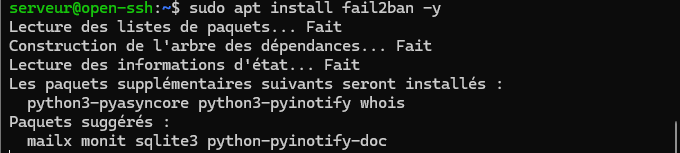 serveur@open-ssh:~$ sudo apt install fail2ban -y
Lecture des listes de paquets... Fait
Construction de l'arbre des dépendances... Fait
Lecture des informations d'état... Fait
Les paquets supplémentaires suivants seront installés :
  python3-pyasyncore python3-pyinotify whois
Paquets suggérés :
  mailx monit sqlite3 python-pyinotify-doc